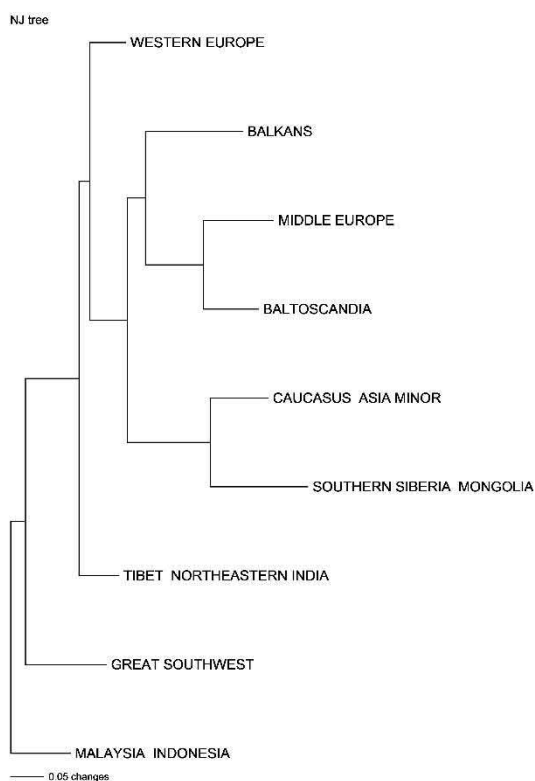 NJ tree
WESTERN EUROPE
BALKANS
MIDDLE EUROPE
BALTOSCANDIA
CAUCASUS ASIA MINOR
SOUTHERN SIBERIA MONGOLIA
TIBET NORTHEASTERN INDIA
GREAT SOUTHWEST
MALAYSIA INDONESIA
0.05 changes